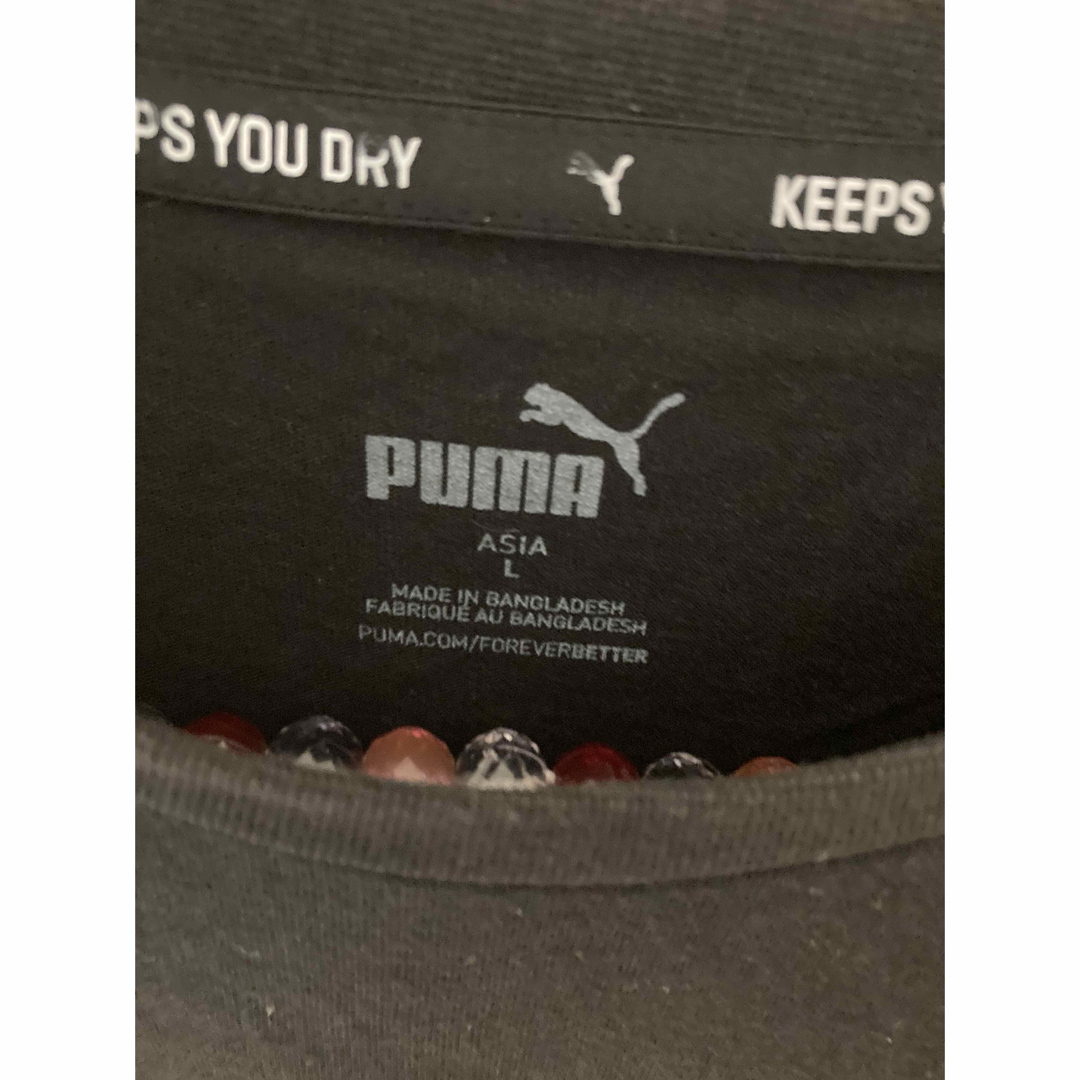 PS YOU DRY
KEEPS
PUMA
ASIA
L
MADE IN BANGLADESH
FABRIQUÉ AU BANGLADESH
PUMA.COM/FOREVERBETTER